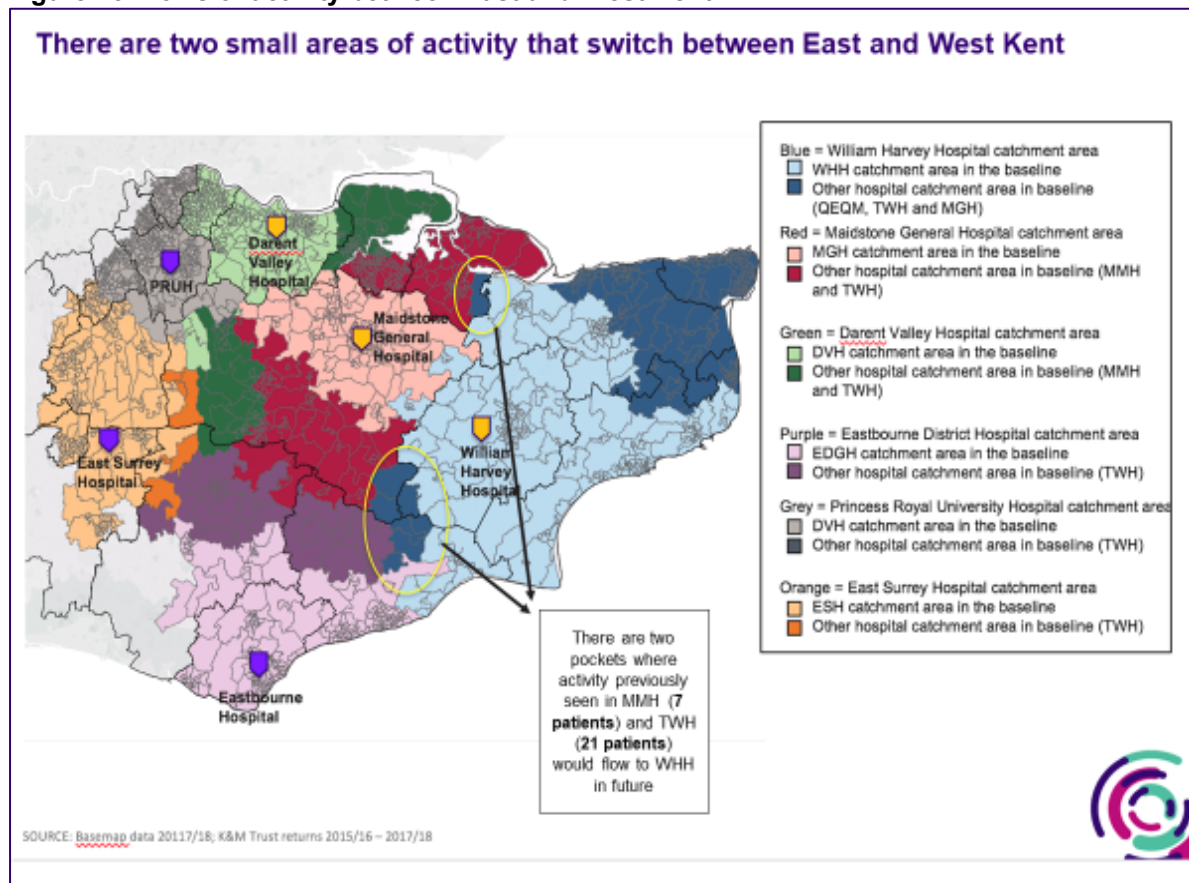 There are two small areas of activity that switch between East and West Kent
Darent
Valley
Hospital
PRUH
Maidstone
General
Hospital
East Surrey
Hospital
William
Harvey
Hospital
Eastbourne
Hospital
Blue = William Harvey Hospital catchment area
WHH catchment area in the baseline
Other hospital catchment area in baseline
(QEQM, TWH and MGH)
Red = Maidstone General Hospital catchment area
MGH catchment area in the baseline
Other hospital catchment area in baseline (MMH
and TWH)
Green = Darent Valley Hospital catchment area
DVH catchment area in the baseline
Other hospital catchment area in baseline (MMH
and TWH)
Purple = Eastbourne District Hospital catchment area
EDGH catchment area in the baseline
Other hospital catchment area in baseline (TWH)
Grey = Princess Royal University Hospital catchment area
DVH catchment area in the baseline
Other hospital catchment area in baseline (TWH)
Orange = East Surrey Hospital catchment area
ESH catchment area in the baseline
Other hospital catchment area in baseline (TWH)
There are two
pockets where
activity previously
seen in MMH (7
patients) and TWH
(21 patients)
would flow to WHH
in future
SOURCE: Basemap data 20117/18; K&M Trust returns 2015/16 – 2017/18